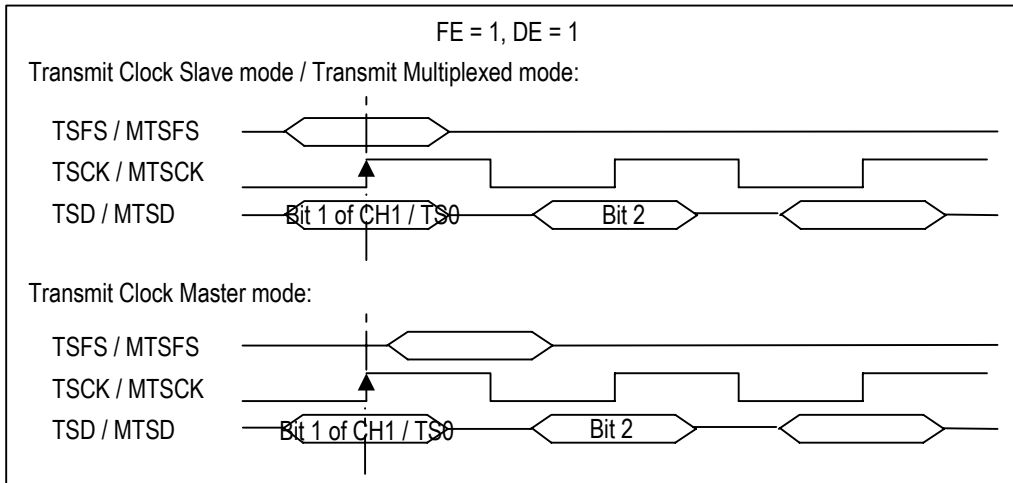 FE = 1, DE = 1
Transmit Clock Slave mode / Transmit Multiplexed mode:
TSFS / MTSFS
TSCK / MTSCK
TSD / MTSD
Bit 1 of CH1 / TS0
Bit 2
Transmit Clock Master mode:
TSFS / MTSFS
TSCK / MTSCK
TSD / MTSD
Bit 1 of CH1 / TS0
Bit 2